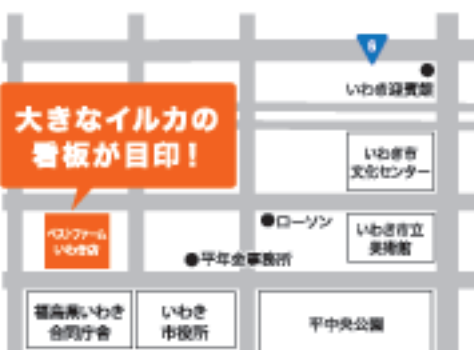 6
いわき迎賓館
大きなイルカの
看板が目印！
いわき市
文化センター
ベストファーム
いわき店
●ローソン
いわき市立
美術館
●平年金事務所
福島県いわき
合同庁舎
いわき
市役所
平中央公園